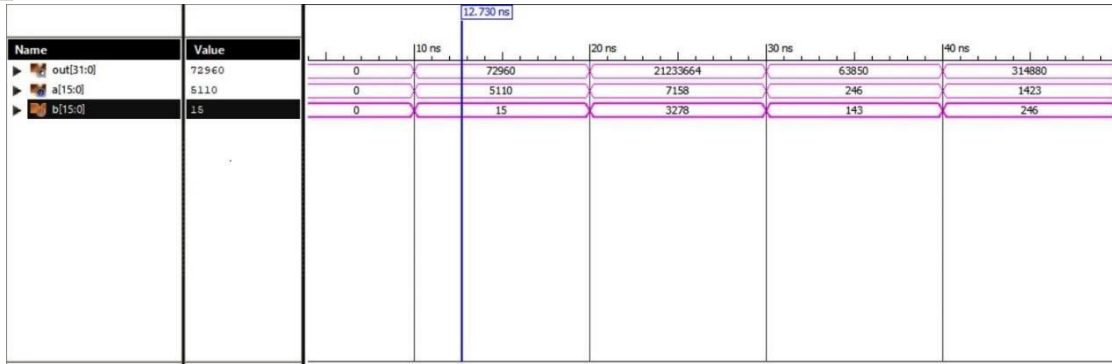 12.730 ns
Name Value 10 ns 20 ns 30 ns 40 ns
out[31:0] 72960 0 72960 21233664 63850 314880
a[15:0] 5110 0 5110 7158 246 1423
b[15:0] 15 0 15 3278 143 246